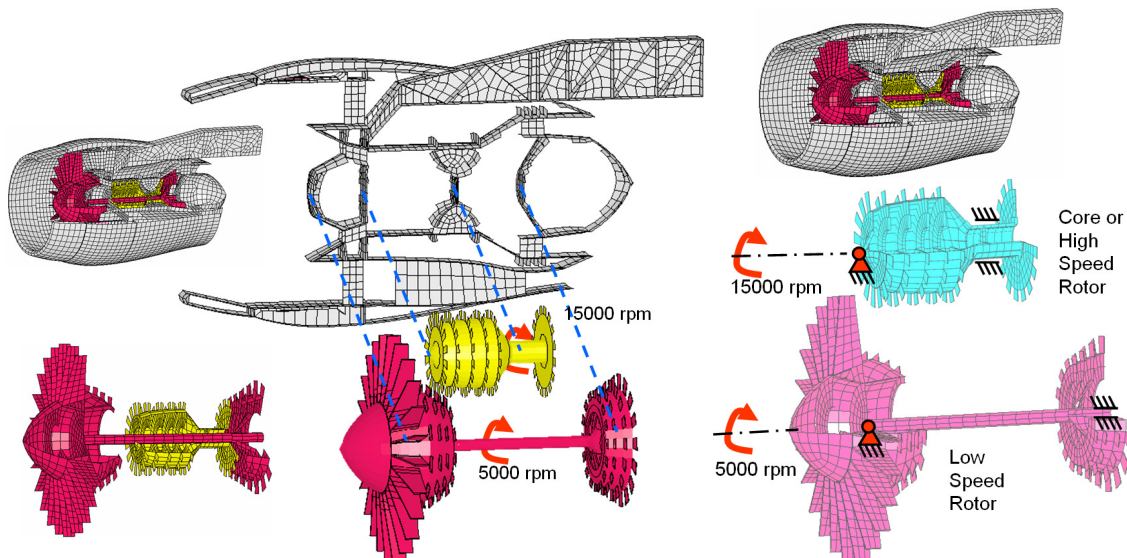 15000 rpm
5000 rpm
Core or
High
Speed
Rotor
15000 rpm
5000 rpm
Low
Speed
Rotor